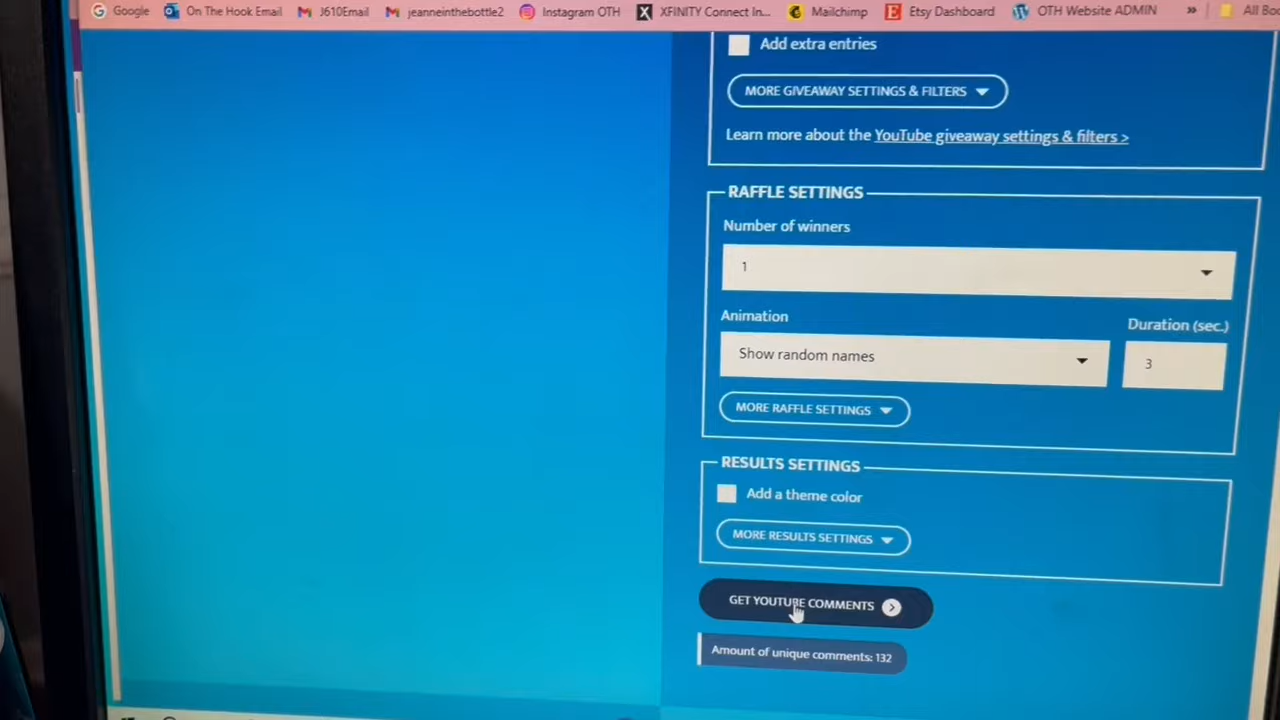 Google On The Hook Email J610Email jeanneinthebottle2 Instagram OTH XFINITY Connect In... Mailchimp Etsy Dashboard OTH Website ADMIN » All Boo
Add extra entries
MORE GIVEAWAY SETTINGS & FILTERS
Learn more about the YouTube giveaway settings & filters >
RAFFLE SETTINGS
Number of winners
1
Animation Duration (sec.)
Show random names 3
MORE RAFFLE SETTINGS
RESULTS SETTINGS
Add a theme color
MORE RESULTS SETTINGS
GET YOUTUBE COMMENTS
Amount of unique comments: 132